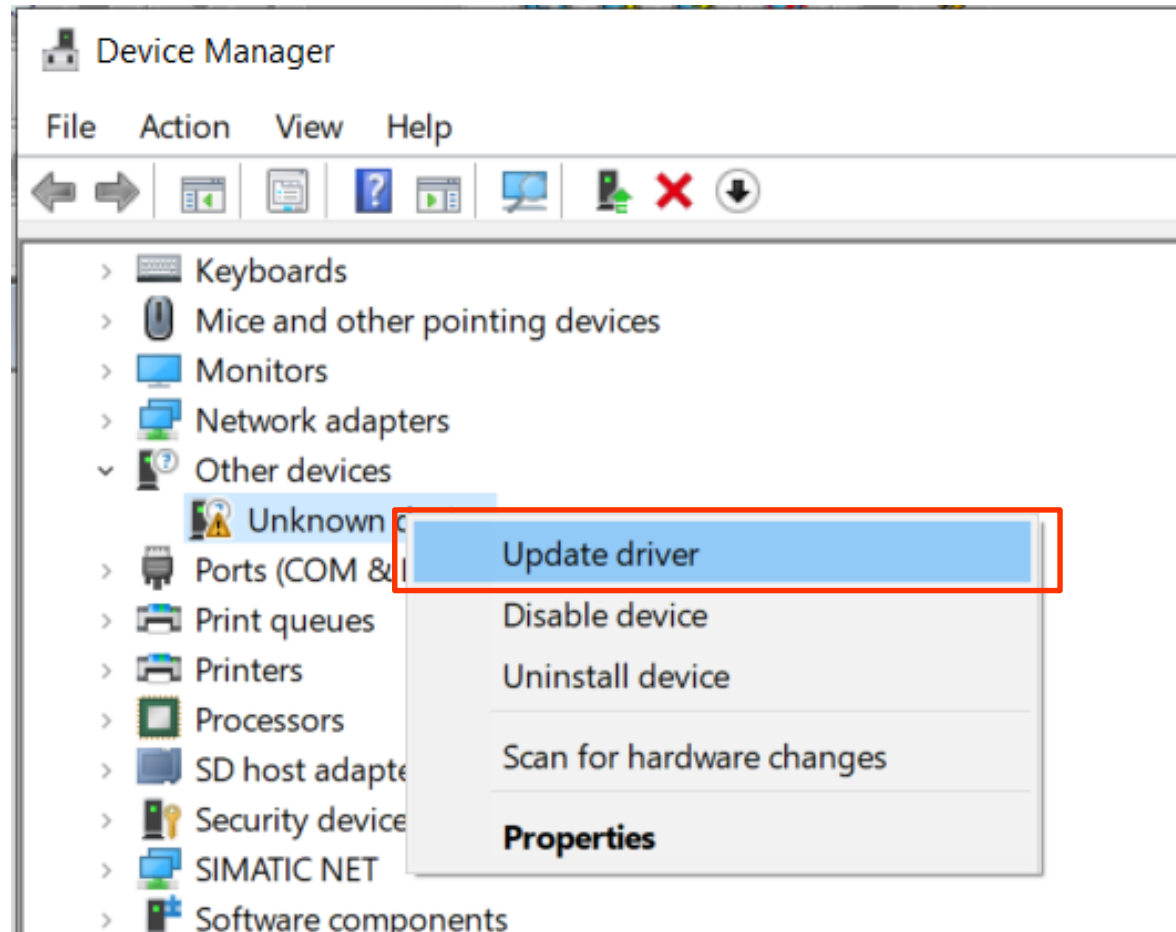 Device Manager
File Action View Help
Keyboards
Mice and other pointing devices
Monitors
Network adapters
Other devices
Unknown
Update driver
Ports (COM &
Disable device
Print queues
Printers
Uninstall device
Processors
Scan for hardware changes
SD host adapte
Security device
Properties
SIMATIC NET
Software components